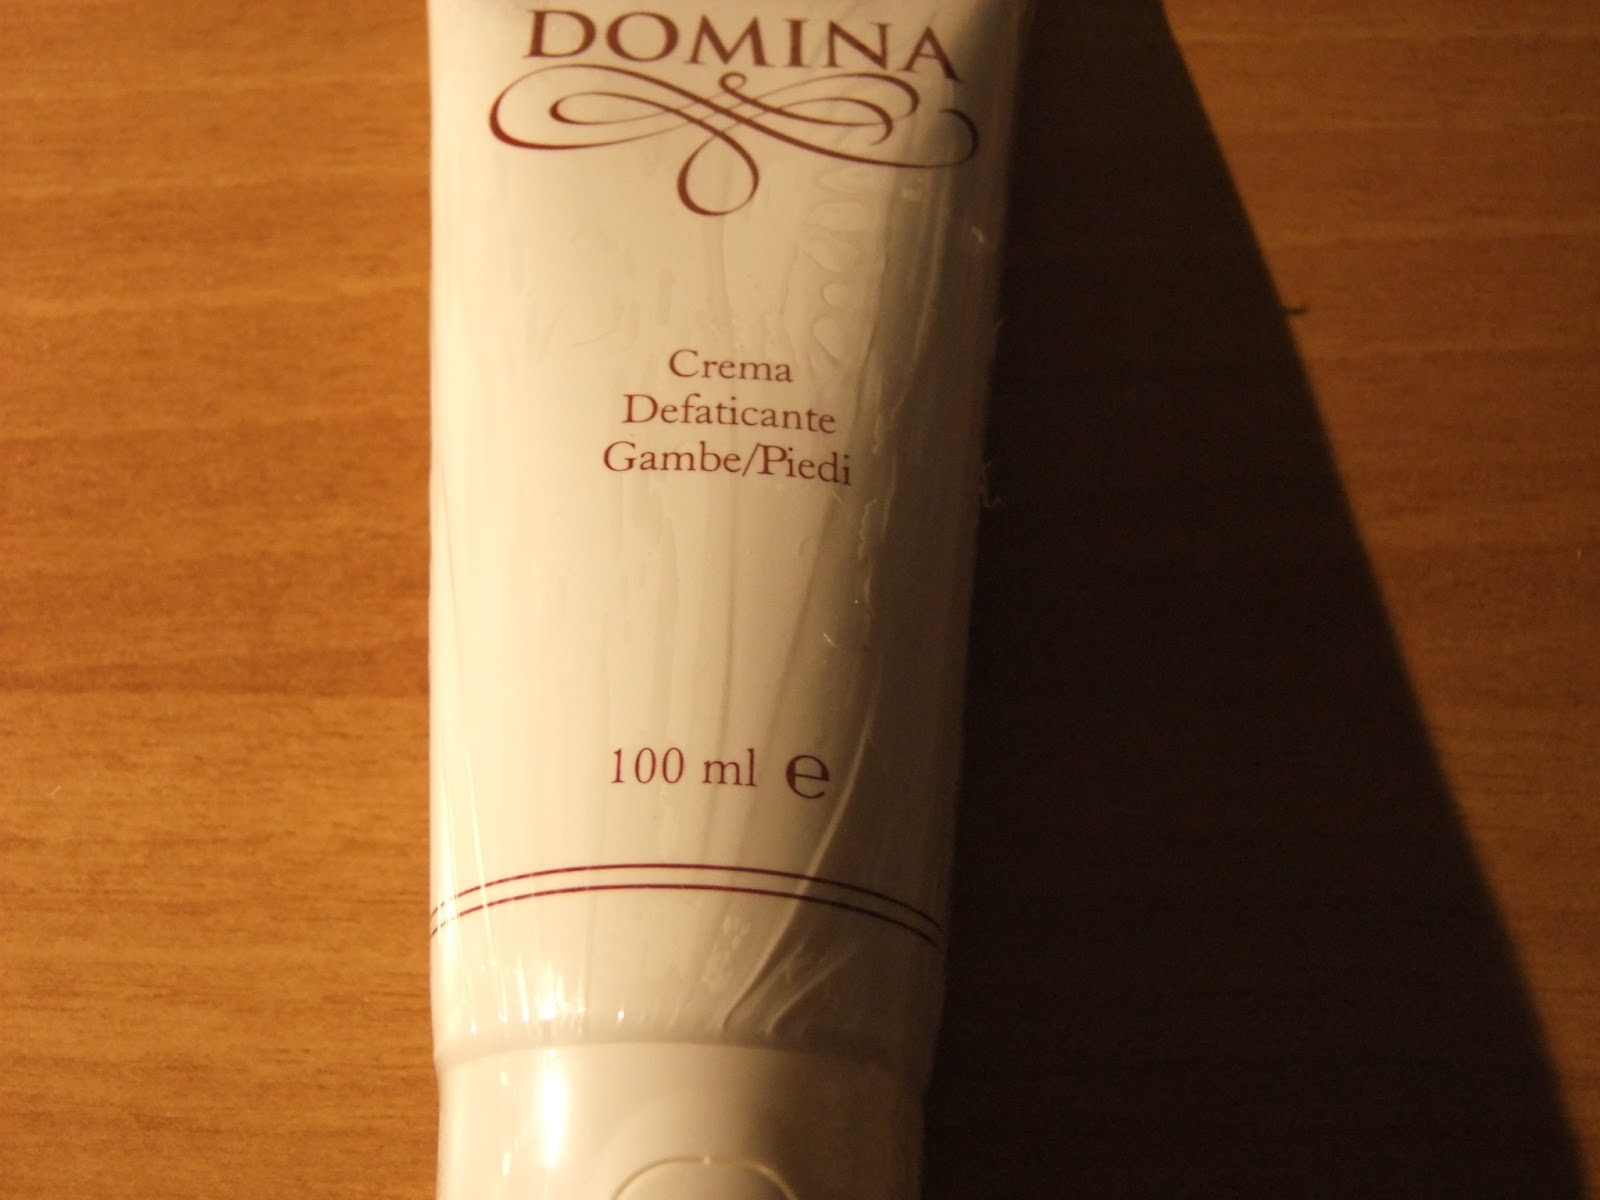 DOMINA
Crema
Defaticante
Gambe/Piedi
100 ml e